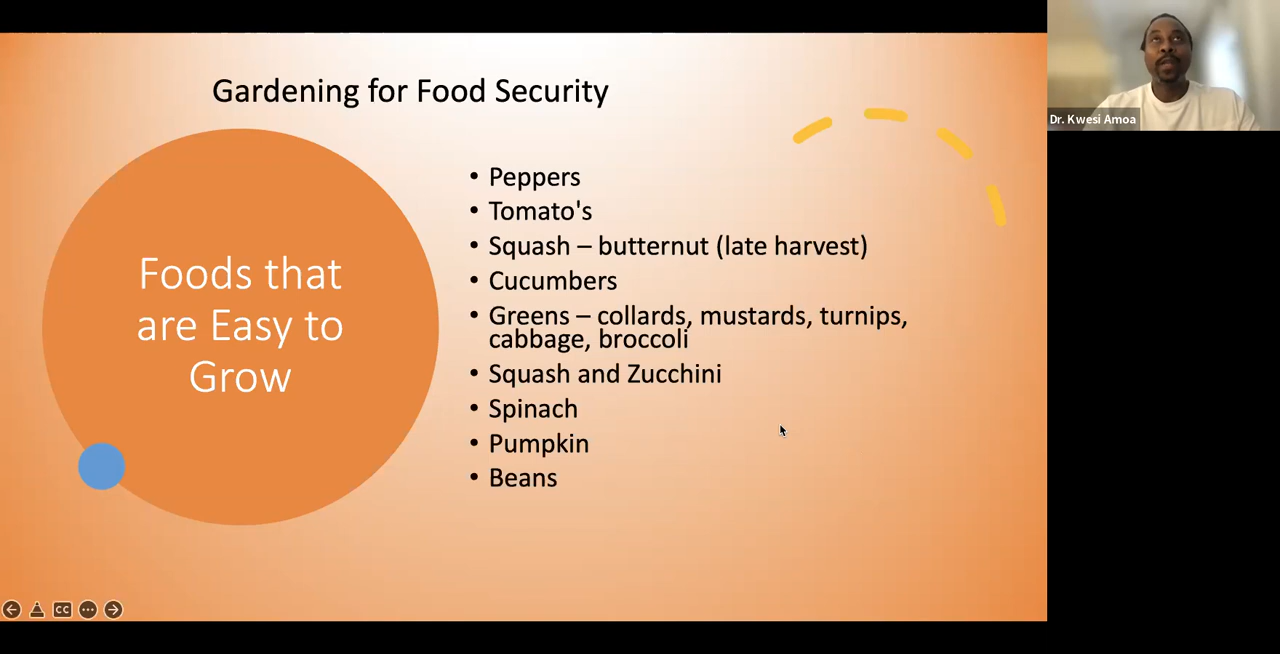 Gardening for Food Security
Foods that
are Easy to
Grow
• Peppers
• Tomato's
• Squash – butternut (late harvest)
• Cucumbers
• Greens – collards, mustards, turnips,
cabbage, broccoli
• Squash and Zucchini
• Spinach
• Pumpkin
• Beans
Dr. Kwesi Amoa
CC